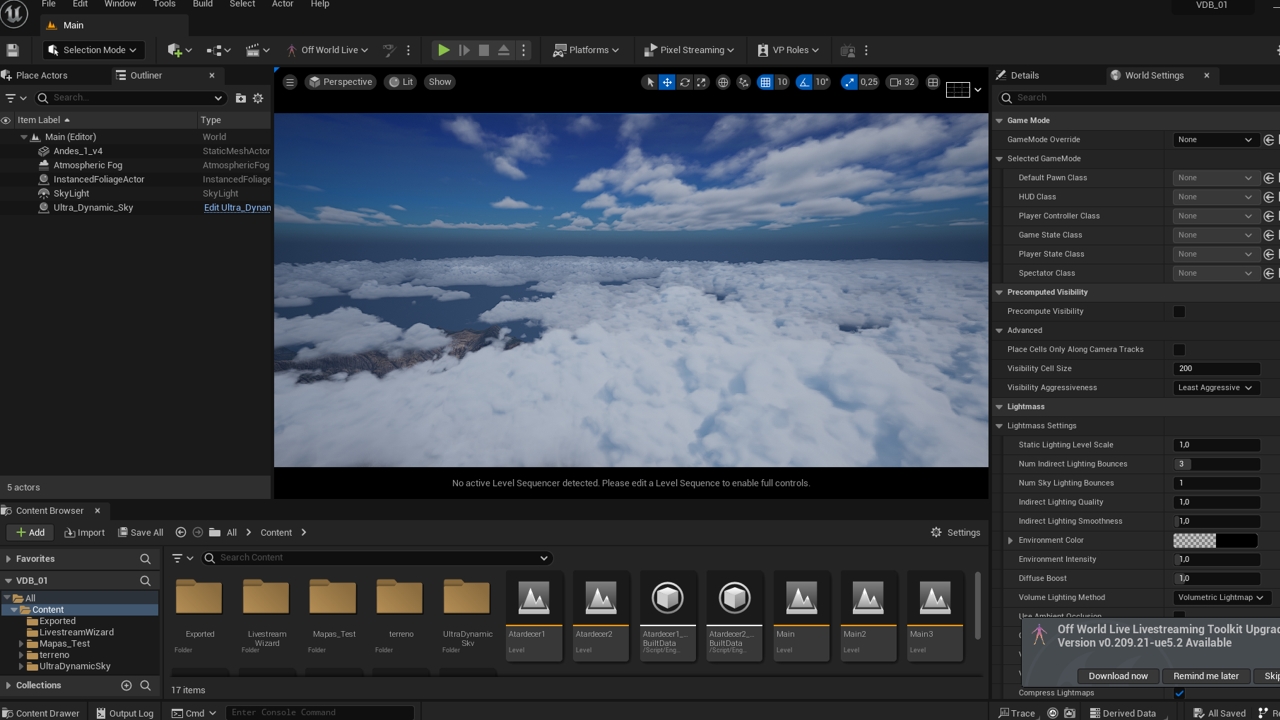 File Edit Window Tools Build Select Actor Help
VDB_01
Main
Selection Mode
Off World Live
Platforms
Pixel Streaming
VP Roles
Place Actors
Outliner
Search...
Item Label
Type
Main (Editor) World
Andes_1_v4 StaticMeshActor
Atmospheric Fog AtmosphericFog
InstancedFoliageActor InstancedFoliage
SkyLight SkyLight
Ultra_Dynamic_Sky Edit Ultra_Dynan
5 actors
Perspective
Lit
Show
10
10°
0,25
32
No active Level Sequencer detected. Please edit a Level Sequence to enable full controls.
Details
World Settings
Search
Game Mode
GameMode Override None
Selected GameMode
Default Pawn Class None
HUD Class None
Player Controller Class None
Game State Class None
Player State Class None
Spectator Class None
Precomputed Visibility
Precompute Visibility
Advanced
Place Cells Only Along Camera Tracks
Visibility Cell Size 200
Visibility Aggressiveness Least Aggressive
Lightmass
Lightmass Settings
Static Lighting Level Scale 1,0
Num Indirect Lighting Bounces 3
Num Sky Lighting Bounces 1
Indirect Lighting Quality 1,0
Indirect Lighting Smoothness 1,0
Environment Color
Environment Intensity 1,0
Diffuse Boost 1,0
Volume Lighting Method Volumetric Lightmap
Off World Live Livestreaming Toolkit Upgra
Version v0.209.21-ue5.2 Available
Download now
Remind me later
Skip
Compress Lightmaps
Content Browser
Add
Import
Save All
All
Content
Settings
Favorites
Search Content
VDB_01
All
Content
Exported
LivestreamWizard
Mapas_Test
terreno
UltraDynamicSky
Collections
Exported
Folder
Livestream
Wizard
Folder
Mapas_Test
Folder
terreno
Folder
UltraDynamic
Sky
Folder
Atardecer1
Level
Atardecer2
Level
Atardecer1_...
BuiltData
/Script/Eng...
Atardecer2_...
BuiltData
/Script/Eng...
Main
Level
Main2
Level
Main3
Level
17 items
Content Drawer
Output Log
Cmd
Enter Console Command
Trace
Derived Data
All Saved